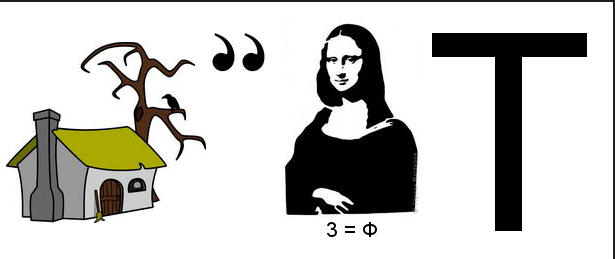 ,, T
3 = Ф